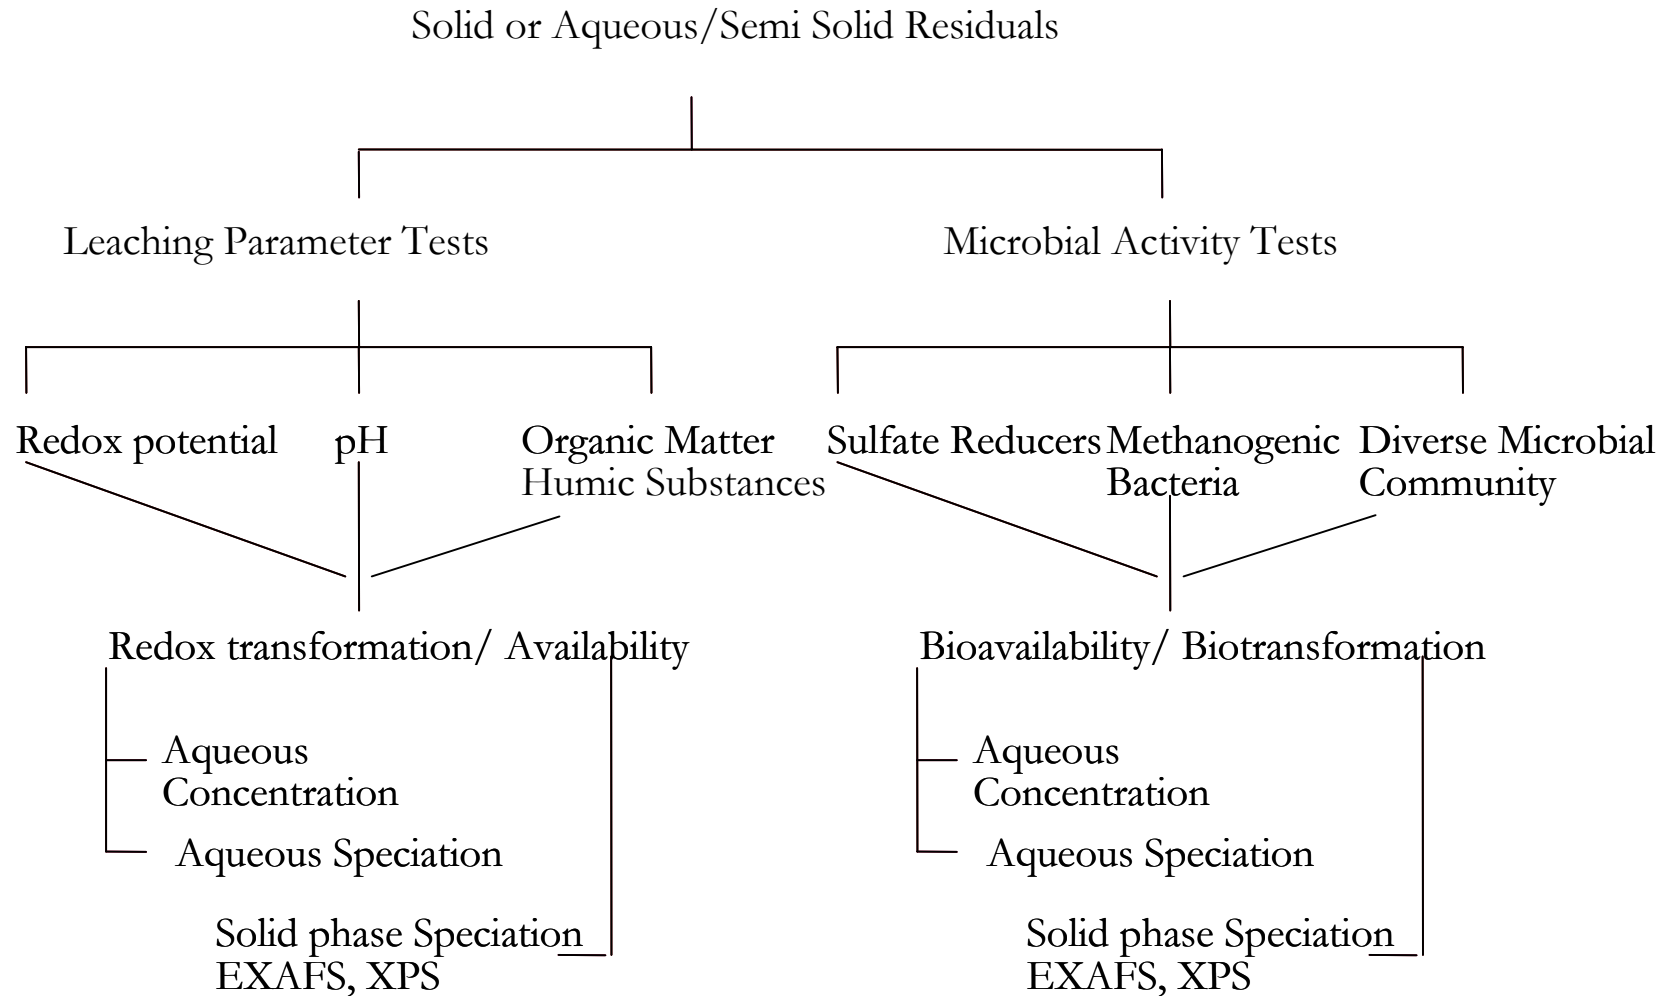 Solid or Aqueous/Semi Solid Residuals
Leaching Parameter Tests
Microbial Activity Tests
Redox potential
pH
Organic Matter
Humic Substances
Sulfate Reducers
Methanogenic
Bacteria
Diverse Microbial
Community
Redox transformation/ Availability
Bioavailability/ Biotransformation
Aqueous
Concentration
Aqueous Speciation
Solid phase Speciation
EXAFS, XPS
Aqueous
Concentration
Aqueous Speciation
Solid phase Speciation
EXAFS, XPS